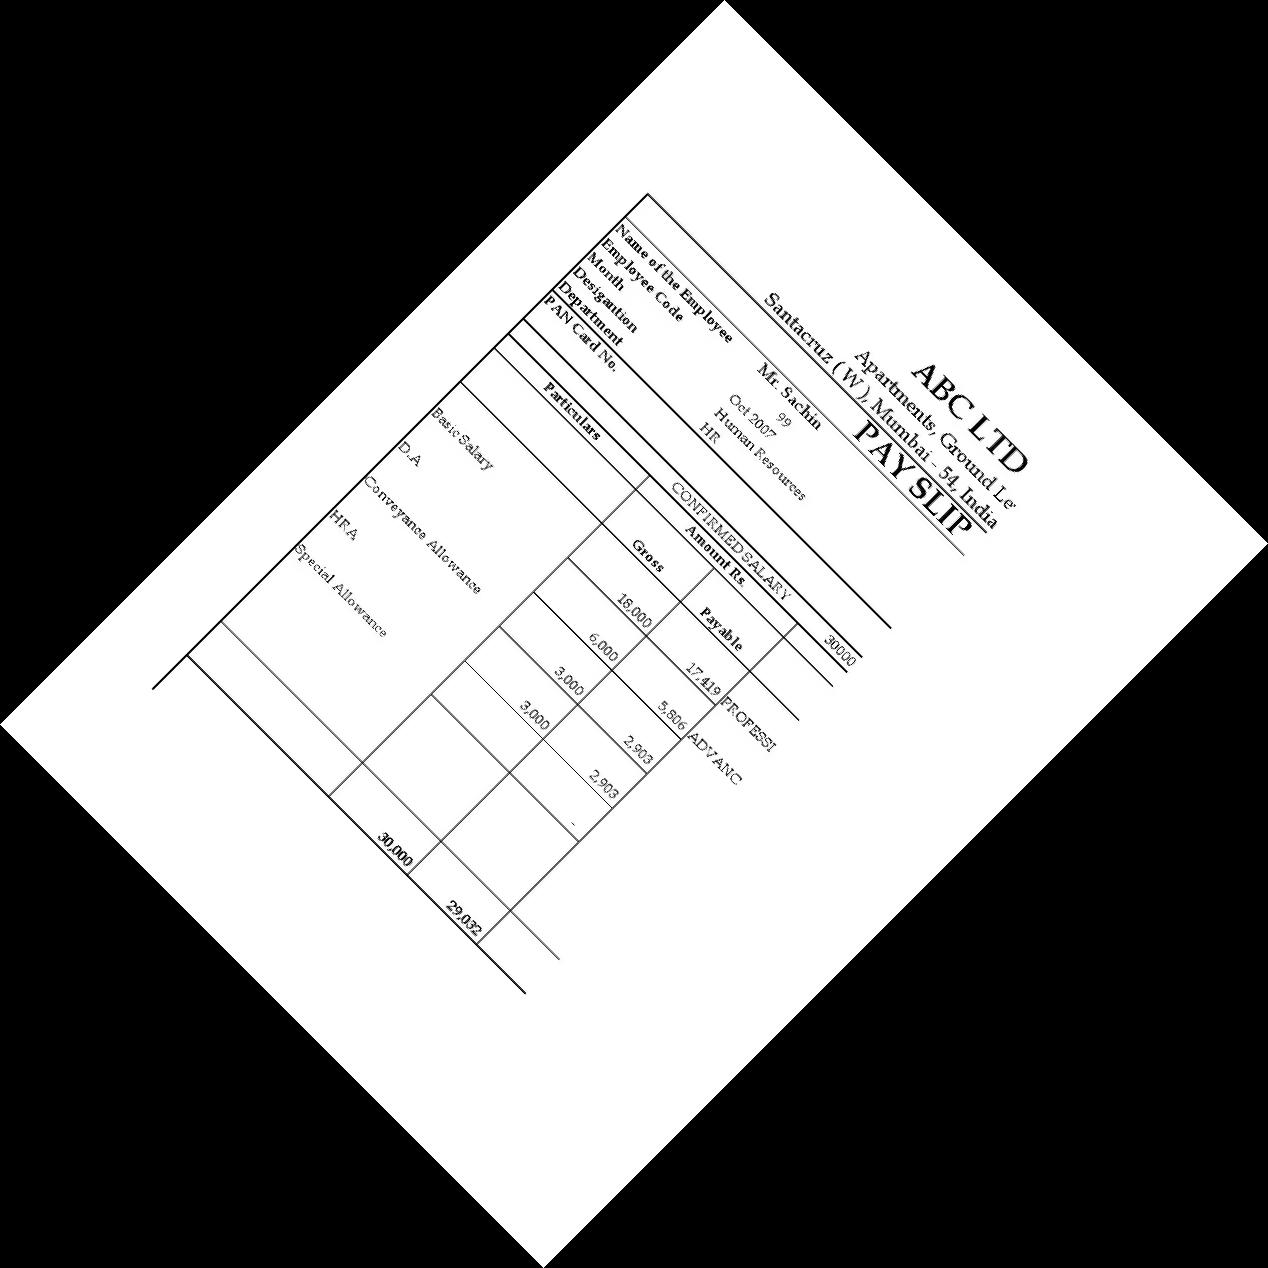 ABC LTD
Apartments, Ground Le
Santacruz ( W ), Mumbai - 54, India
PAY SLIP
Name of the Employee Mr. Sachin
Employee Code 99
Month Oct 2007
Desigantion Human Resources
Department HR
PAN Card No.
CONFIRMED SALARY 30000
Particulars Amount Rs.
Gross Payable
Basic Salary 18,000 17,419 PROFESSI
D.A 6,000 5,806 ADVANC
Conveyance Allowance 3,000 2,903
HRA 3,000 2,903
Special Allowance -
30,000 29,032